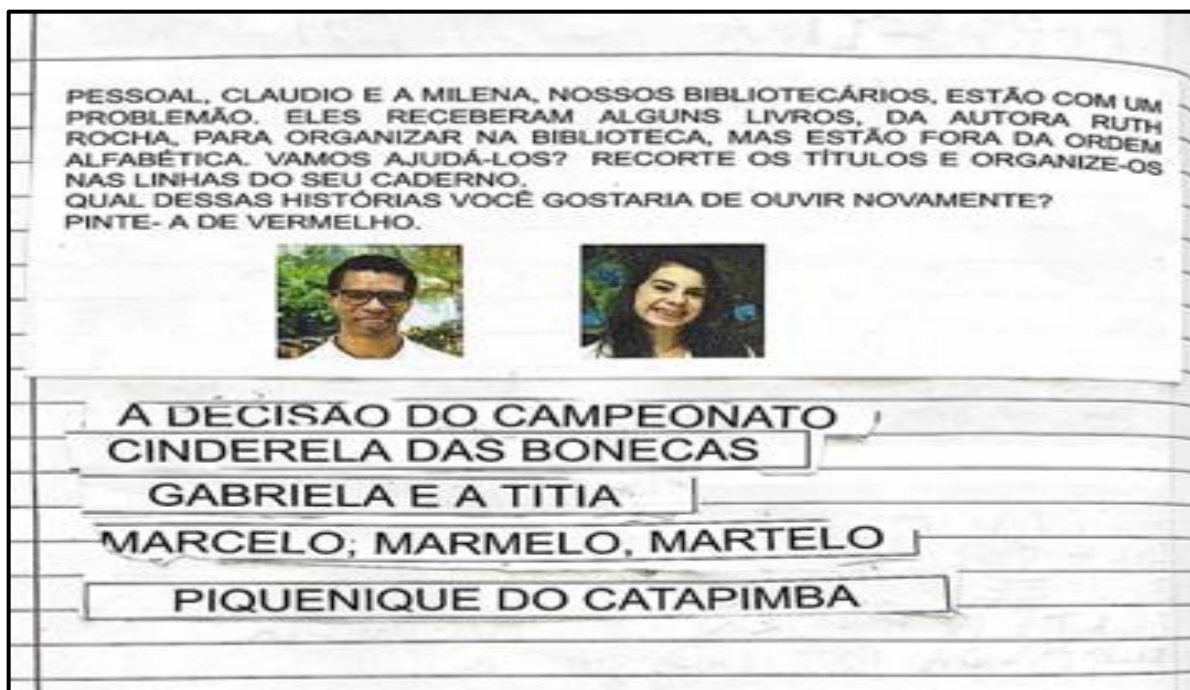 PESSOAL, CLAUDIO E A MILENA, NOSSOS BIBLIOTECÁRIOS, ESTÃO COM UM
PROBLEMÃO. ELES RECEBERAM ALGUNS LIVROS, DA AUTORA RUTH
ROCHA, PARA ORGANIZAR NA BIBLIOTECA, MAS ESTÃO FORA DA ORDEM
ALFABÉTICA. VAMOS AJUDÁ-LOS? RECORTE OS TÍTULOS E ORGANIZE-OS
NAS LINHAS DO SEU CADERNO.
QUAL DESSAS HISTÓRIAS VOCÊ GOSTARIA DE OUVIR NOVAMENTE?
PINTE- A DE VERMELHO.
A DECISÃO DO CAMPEONATO
CINDERELA DAS BONECAS
GABRIELA E A TITIA
MARCELO; MARMELO, MARTELO
PIQUENIQUE DO CATAPIMBA